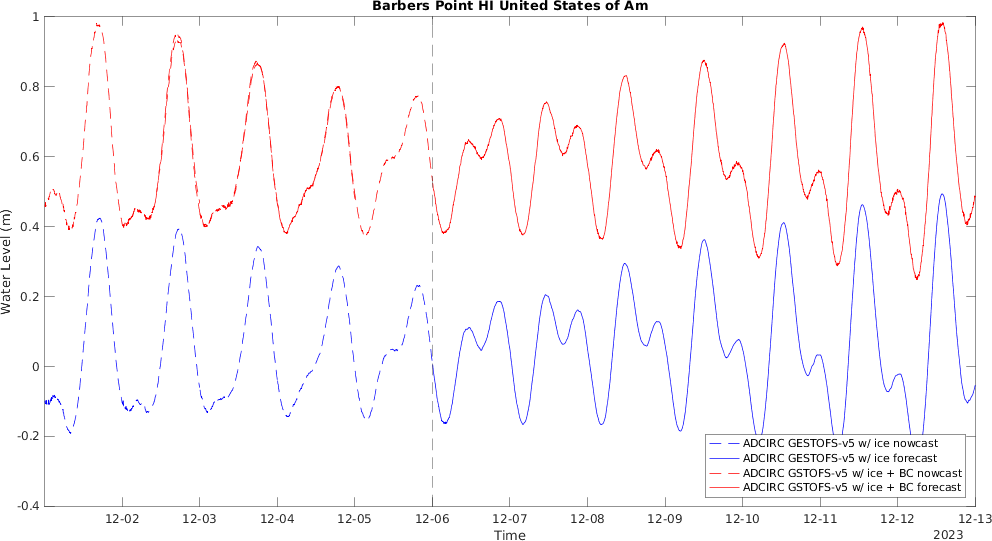 Barbers Point HI United States of Am
Water Level (m)
1
0.8
0.6
0.4
0.2
0
-0.2
-0.4
ADCIRC GESTOFS-v5 w/ ice nowcast
ADCIRC GESTOFS-v5 w/ ice forecast
ADCIRC GSTOFS-v5 w/ ice + BC nowcast
ADCIRC GSTOFS-v5 w/ ice + BC forecast
12-02 12-03 12-04 12-05 12-06 12-07 12-08 12-09 12-10 12-11 12-12 12-13
Time
2023